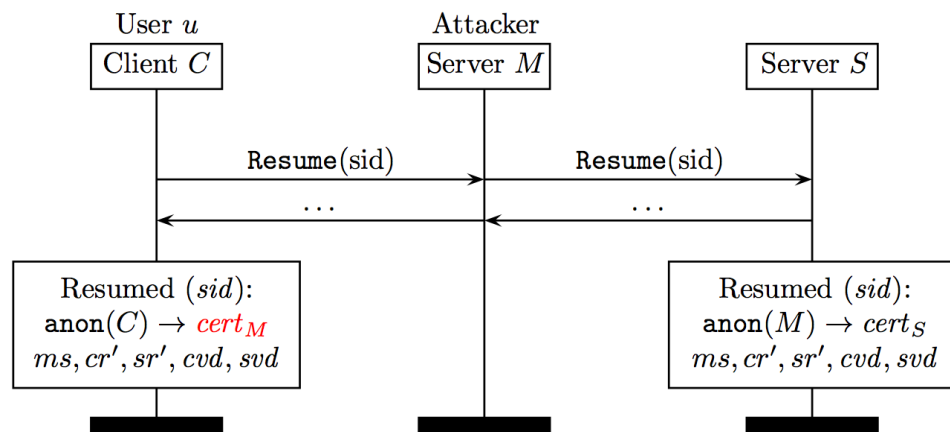 User u
Attacker
Client C
Server M
Server S
Resume(sid)
Resume(sid)
...
...
Resumed (sid):
anon(C) → cert_M
ms, cr′, sr′, cvd, svd
Resumed (sid):
anon(M) → cert_S
ms, cr′, sr′, cvd, svd